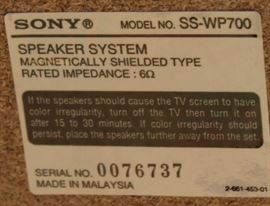 SONY® MODEL NO. SS-WP700
SPEAKER SYSTEM
MAGNETICALLY SHIELDED TYPE
RATED IMPEDANCE : 6Ω
If the speakers should cause the TV screen to have
color irregularity, turn off the TV then turn it on
after 15 to 30 minutes. If color irregularity should
persist, place the speakers further away from the set.
SERIAL NO. 0076737
MADE IN MALAYSIA
2-661-453-01